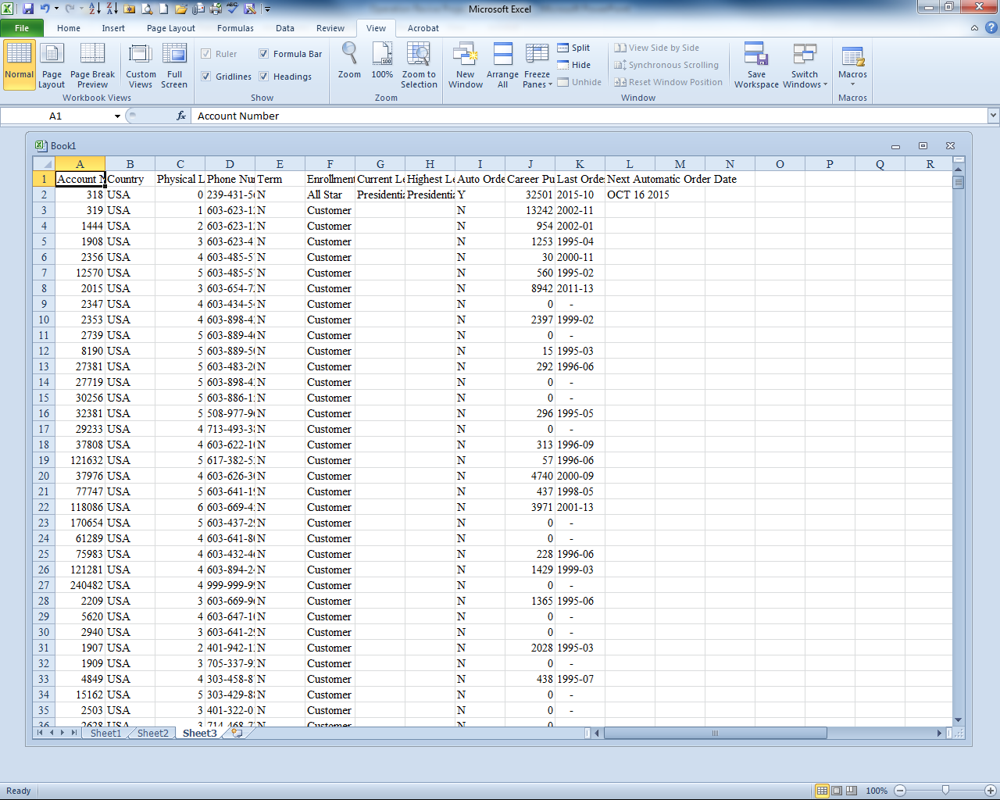 Microsoft Excel
File Home Insert Page Layout Formulas Data Review View Acrobat
Normal Page Layout Page Break Preview Custom Views Full Screen
Workbook Views
Ruler Formula Bar
Gridlines Headings
Show
Zoom 100% Zoom to Selection
Zoom
New Window Arrange All Freeze Panes
Split
Hide
Unhide
View Side by Side
Synchronous Scrolling
Reset Window Position
Window
Save Workspace Switch Windows
Macros
Macros
A1 fx Account Number
Book1
A B C D E F G H I J K L M N O P Q R
1 Account N Country Physical L Phone Nu Term Enrollment Current Le Highest Le Auto Orde Career Pu Last Orde Next Automatic Order Date
2 318 USA 0 239-431-5 N All Star Presidentia Presidentia Y 32501 2015-10 OCT 16 2015
3 319 USA 1 603-623-1 N Customer N 13242 2002-11
4 1444 USA 2 603-623-1 N Customer N 954 2002-01
5 1908 USA 3 603-623-4 N Customer N 1253 1995-04
6 2356 USA 4 603-485-5 N Customer N 30 2000-11
7 12570 USA 5 603-485-5 N Customer N 560 1995-02
8 2015 USA 3 603-654-7 N Customer N 8942 2011-13
9 2347 USA 4 603-434-5 N Customer N 0 -
10 2353 USA 4 603-898-4 N Customer N 2397 1999-02
11 2739 USA 5 603-889-4 N Customer N 0 -
12 8190 USA 5 603-889-5 N Customer N 15 1995-03
13 27381 USA 5 603-483-2 N Customer N 292 1996-06
14 27719 USA 5 603-898-4 N Customer N 0 -
15 30256 USA 5 603-886-1 N Customer N 0 -
16 32381 USA 5 508-977-9 N Customer N 296 1995-05
17 29233 USA 4 713-493-3 N Customer N 0 -
18 37808 USA 4 603-622-1 N Customer N 313 1996-09
19 121632 USA 5 617-382-5 N Customer N 57 1996-06
20 37976 USA 4 603-626-3 N Customer N 4740 2000-09
21 77747 USA 5 603-641-1 N Customer N 437 1998-05
22 118086 USA 6 603-669-4 N Customer N 3971 2001-13
23 170654 USA 5 603-437-2 N Customer N 0 -
24 61289 USA 4 603-641-8 N Customer N 0 -
25 75983 USA 4 603-432-4 N Customer N 228 1996-06
26 121281 USA 4 603-894-2 N Customer N 1429 1999-03
27 240482 USA 4 999-999-9 N Customer N 0 -
28 2209 USA 3 603-669-9 N Customer N 1365 1995-06
29 5620 USA 4 603-647-1 N Customer N 0 -
30 2940 USA 3 603-641-2 N Customer N 0 -
31 1907 USA 2 401-942-1 N Customer N 2028 1995-03
32 1909 USA 3 705-337-9 N Customer N 0 -
33 4849 USA 4 303-458-8 N Customer N 438 1995-07
34 15162 USA 5 303-429-8 N Customer N 0 -
35 2503 USA 3 401-322-0 N Customer N 0 -
36 2628 USA 3 714-468-7 N Customer N 0
Sheet1 Sheet2 Sheet3
Ready 100%